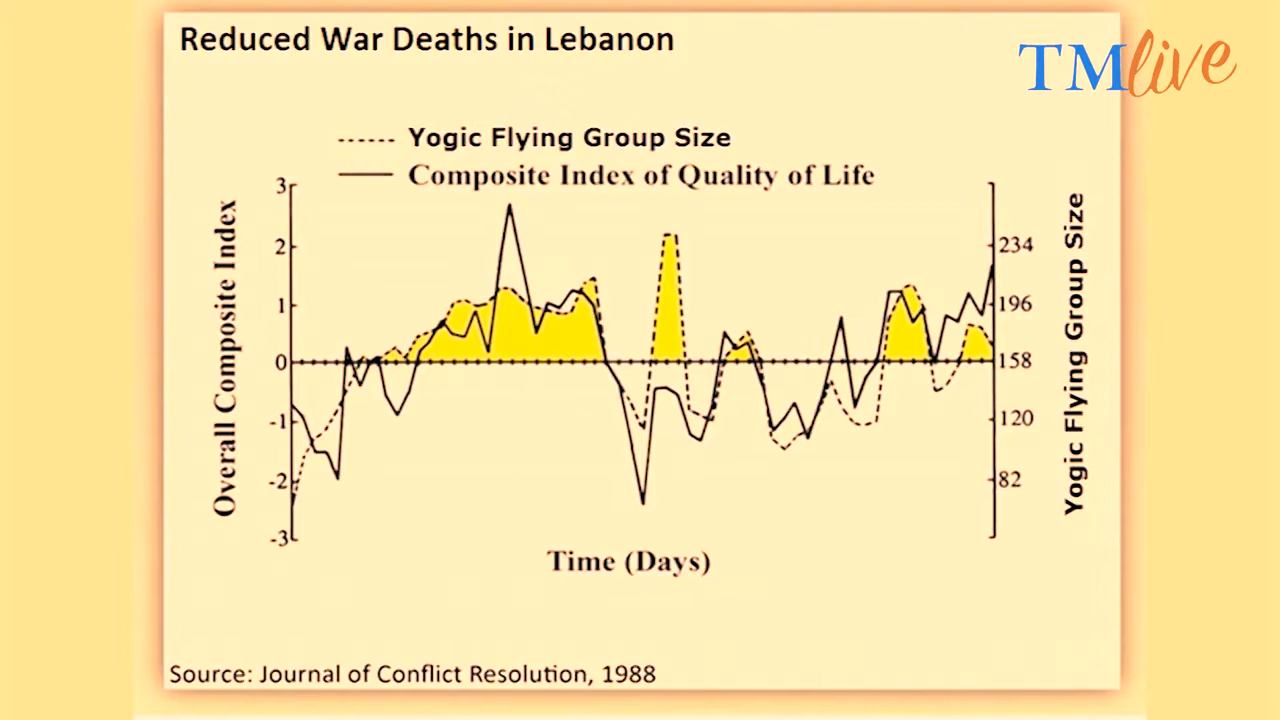 Reduced War Deaths in Lebanon
TMlive
Yogic Flying Group Size
Composite Index of Quality of Life
Overall Composite Index
3
2
1
0
-1
-2
-3
234
196
158
120
82
Yogic Flying Group Size
Time (Days)
Source: Journal of Conflict Resolution, 1988